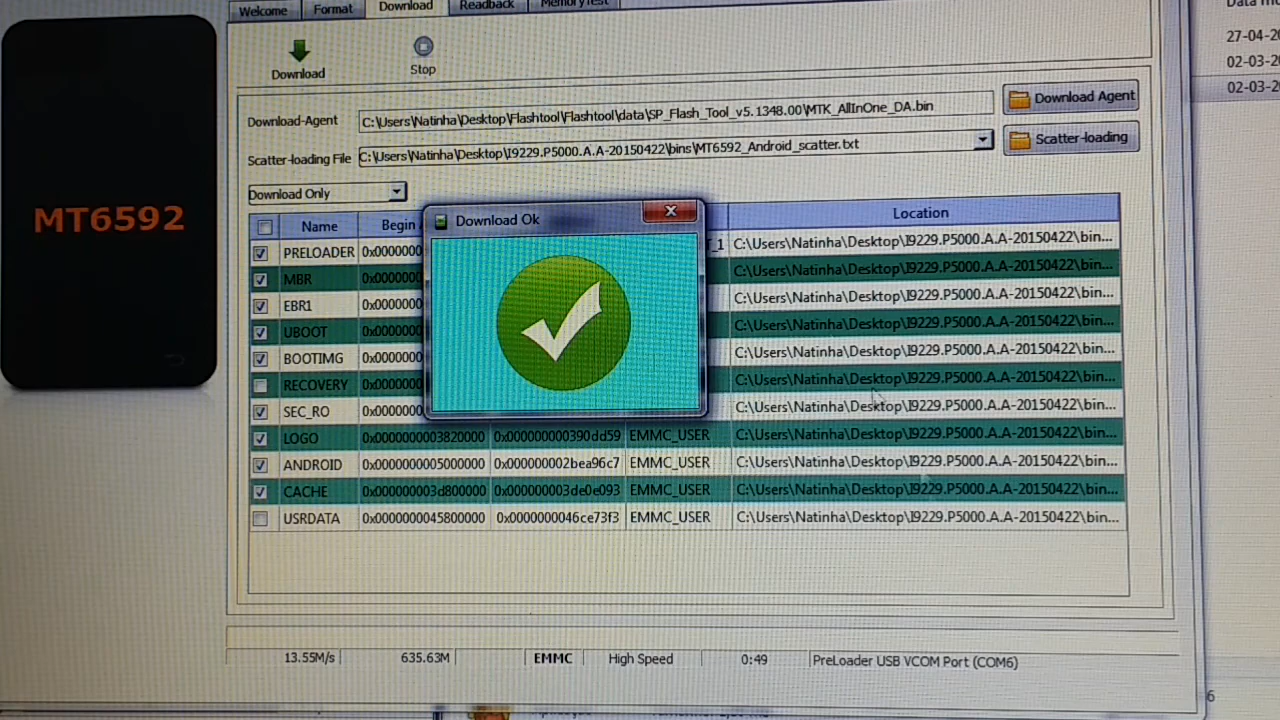 Welcome Format Download Readback MemoryTest
Download Stop
27-04-20
02-03-20
02-03-20
Download-Agent C:\Users\Natinha\Desktop\Flashtool\Flashtool\data\SP_Flash_Tool_v5.1348.00\MTK_AllInOne_DA.bin Download Agent
Scatter-loading File C:\Users\Natinha\Desktop\I9229.P5000.A.A-20150422\bins\MT6592_Android_scatter.txt Scatter-loading
Download Only
MT6592
Download Ok
Name Begin Location
PRELOADER 0x0000000 T_1 C:\Users\Natinha\Desktop\I9229.P5000.A.A-20150422\bin...
MBR 0x0000000 C:\Users\Natinha\Desktop\I9229.P5000.A.A-20150422\bin...
EBR1 0x0000000 C:\Users\Natinha\Desktop\I9229.P5000.A.A-20150422\bin...
UBOOT 0x0000000 C:\Users\Natinha\Desktop\I9229.P5000.A.A-20150422\bin...
BOOTIMG 0x0000000 C:\Users\Natinha\Desktop\I9229.P5000.A.A-20150422\bin...
RECOVERY 0x0000000 C:\Users\Natinha\Desktop\I9229.P5000.A.A-20150422\bin...
SEC_RO 0x0000000 C:\Users\Natinha\Desktop\I9229.P5000.A.A-20150422\bin...
LOGO 0x0000000003820000 0x000000000390dd59 EMMC_USER C:\Users\Natinha\Desktop\I9229.P5000.A.A-20150422\bin...
ANDROID 0x0000000005000000 0x000000002bea96c7 EMMC_USER C:\Users\Natinha\Desktop\I9229.P5000.A.A-20150422\bin...
CACHE 0x000000003d800000 0x000000003de0e093 EMMC_USER C:\Users\Natinha\Desktop\I9229.P5000.A.A-20150422\bin...
USRDATA 0x0000000045800000 0x0000000046ce73f3 EMMC_USER C:\Users\Natinha\Desktop\I9229.P5000.A.A-20150422\bin...
13.55M/s 635.63M EMMC High Speed 0:49 PreLoader USB VCOM Port (COM6)
6